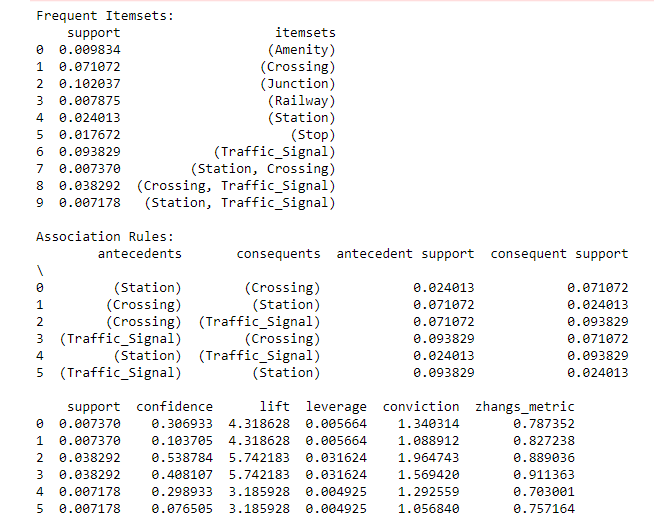 Frequent Itemsets:
support itemsets
0 0.009834 (Amenity)
1 0.071072 (Crossing)
2 0.102037 (Junction)
3 0.007875 (Railway)
4 0.024013 (Station)
5 0.017672 (Stop)
6 0.093829 (Traffic_Signal)
7 0.007370 (Station, Crossing)
8 0.038292 (Crossing, Traffic_Signal)
9 0.007178 (Station, Traffic_Signal)
Association Rules:
antecedents consequents antecedent support consequent support
\
0 (Station) (Crossing) 0.024013 0.071072
1 (Crossing) (Station) 0.071072 0.024013
2 (Crossing) (Traffic_Signal) 0.071072 0.093829
3 (Traffic_Signal) (Crossing) 0.093829 0.071072
4 (Station) (Traffic_Signal) 0.024013 0.093829
5 (Traffic_Signal) (Station) 0.093829 0.024013
support confidence lift leverage conviction zhangs_metric
0 0.007370 0.306933 4.318628 0.005664 1.340314 0.787352
1 0.007370 0.103705 4.318628 0.005664 1.088912 0.827238
2 0.038292 0.538784 5.742183 0.031624 1.964743 0.889036
3 0.038292 0.408107 5.742183 0.031624 1.569420 0.911363
4 0.007178 0.298933 3.185928 0.004925 1.292559 0.703001
5 0.007178 0.076505 3.185928 0.004925 1.056840 0.757164